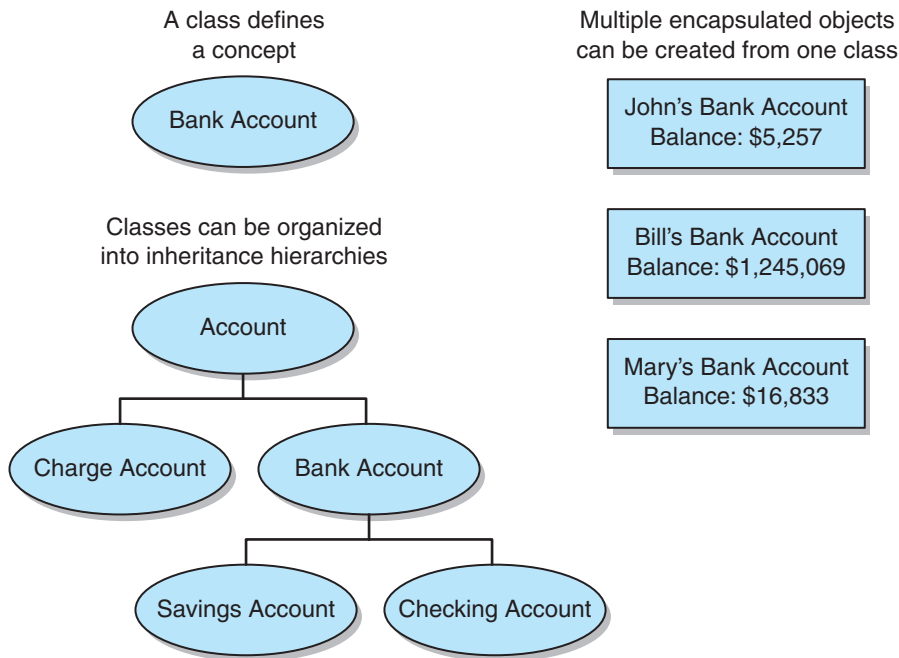 A class defines
a concept
Bank Account
Classes can be organized
into inheritance hierarchies
Account
Charge Account
Bank Account
Savings Account
Checking Account
Multiple encapsulated objects
can be created from one class
John’s Bank Account
Balance: $5,257
Bill’s Bank Account
Balance: $1,245,069
Mary’s Bank Account
Balance: $16,833